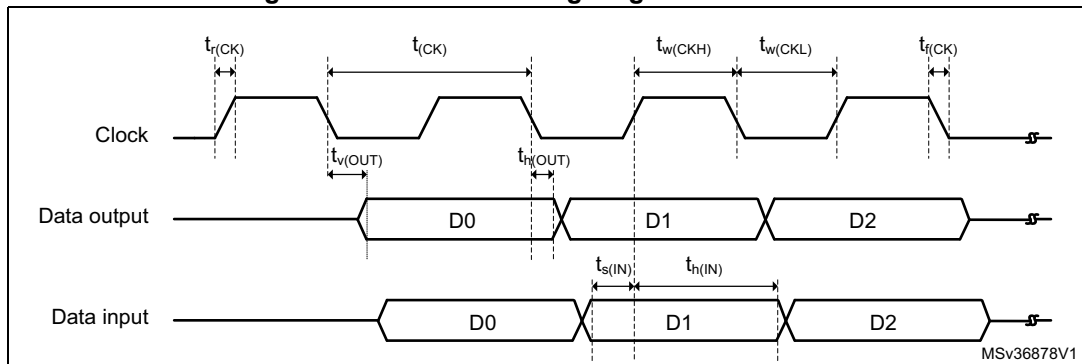 t_r(CK) t_(CK) t_w(CKH) t_w(CKL) t_f(CK)
Clock
t_v(OUT) t_h(OUT)
Data output D0 D1 D2
t_s(IN) t_h(IN)
Data input D0 D1 D2
MSv36878V1